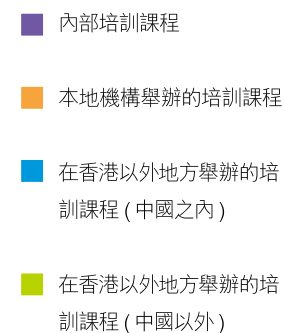 內部培訓課程
本地機構舉辦的培訓課程
在香港以外地方舉辦的培
訓課程 ( 中國之內 )
在香港以外地方舉辦的培
訓課程 ( 中國以外 )